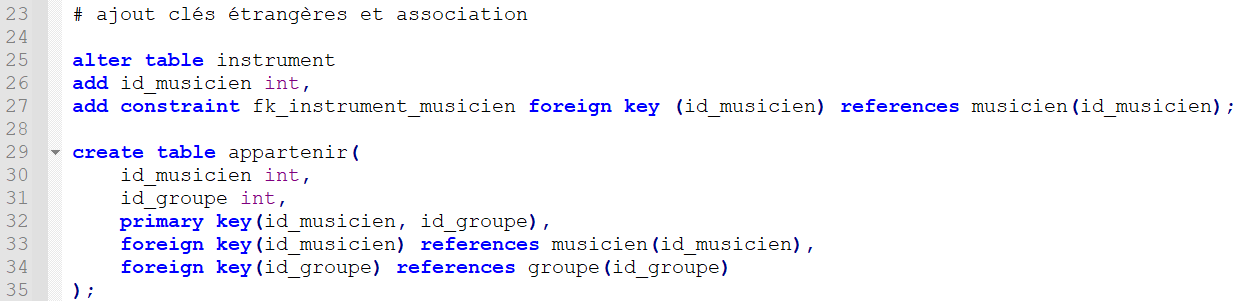 23 # ajout clés étrangères et association
24
25 alter table instrument
26 add id_musicien int,
27 add constraint fk_instrument_musicien foreign key (id_musicien) references musicien(id_musicien);
28
29 create table appartenir(
30     id_musicien int,
31     id_groupe int,
32     primary key(id_musicien, id_groupe),
33     foreign key(id_musicien) references musicien(id_musicien),
34     foreign key(id_groupe) references groupe(id_groupe)
35 );